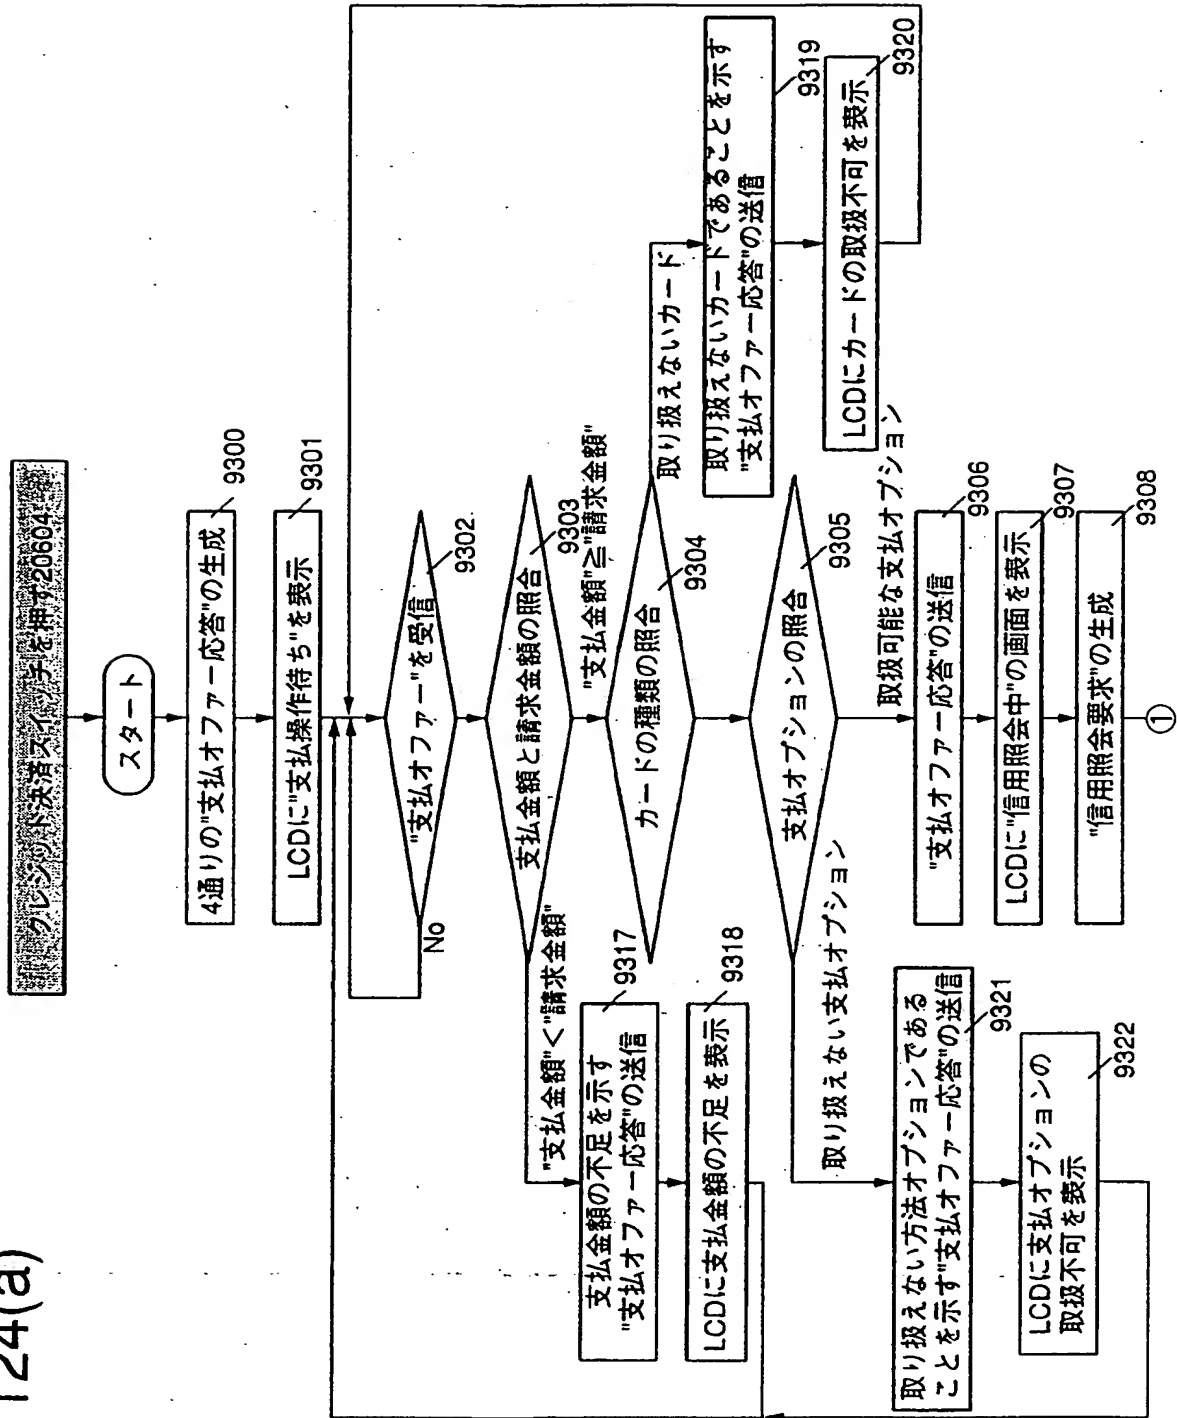 124(a)
クレジット決済スイッチを押す20604
スタート
4通りの"支払オファー応答"の生成
9300
LCDに"支払操作待ち"を表示
9301
"支払オファー"を受信
9302
No
支払金額と請求金額の照合
9303
"支払金額"<"請求金額"
"支払金額"≧"請求金額"
支払金額の不足を示す
"支払オファー応答"の送信
9317
LCDに支払金額の不足を表示
9318
カードの種類の照合
9304
取り扱えないカード
取り扱えないカードであることを示す
"支払オファー応答"の送信
9319
LCDにカードの取扱不可を表示
9320
支払オプションの照合
9305
取り扱えない支払オプション
取扱可能な支払オプション
取り扱えない方法オプションである
ことを示す"支払オファー応答"の送信
9321
LCDに支払オプションの
取扱不可を表示
9322
"支払オファー応答"の送信
9306
LCDに"信用照会中"の画面を表示
9307
"信用照会要求"の生成
9308
①